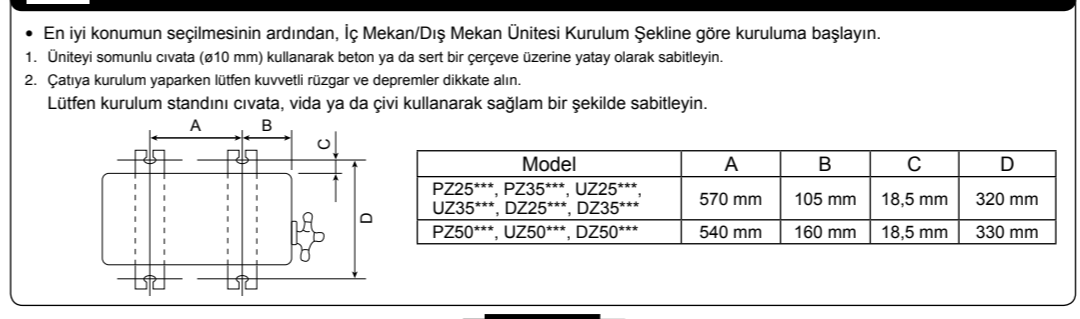 • En iyi konumun seçilmesinin ardından, İç Mekan/Dış Mekan Ünitesi Kurulum Şekline göre kuruluma başlayın.
1. Üniteyi somunlu cıvata (ø10 mm) kullanarak beton ya da sert bir çerçeve üzerine yatay olarak sabitleyin.
2. Çatıya kurulum yaparken lütfen kuvvetli rüzgar ve depremler dikkate alın.
Lütfen kurulum standını cıvata, vida ya da çivi kullanarak sağlam bir şekilde sabitleyin.
A B
C
D
Model A B C D
PZ25***, PZ35***, UZ25***,
UZ35***, DZ25***, DZ35*** 570 mm 105 mm 18,5 mm 320 mm
PZ50***, UZ50***, DZ50*** 540 mm 160 mm 18,5 mm 330 mm